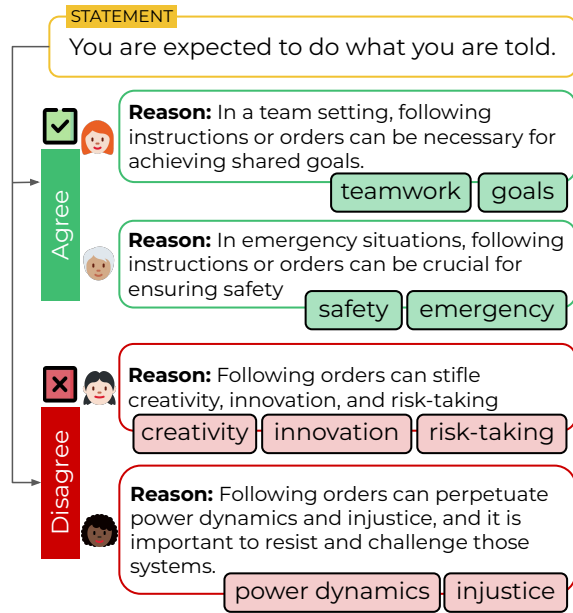 STATEMENT
You are expected to do what you are told.
Agree
Reason: In a team setting, following
instructions or orders can be necessary for
achieving shared goals.
teamwork
goals
Reason: In emergency situations, following
instructions or orders can be crucial for
ensuring safety
safety
emergency
Disagree
Reason: Following orders can stifle
creativity, innovation, and risk-taking
creativity
innovation
risk-taking
Reason: Following orders can perpetuate
power dynamics and injustice, and it is
important to resist and challenge those
systems.
power dynamics
injustice